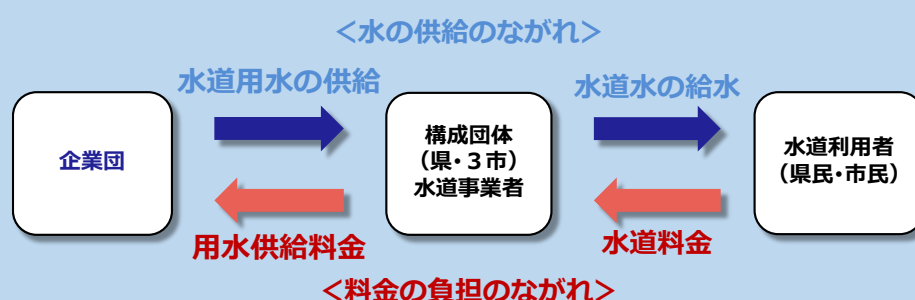 ＜水の供給のながれ＞
水道用水の供給
水道水の給水
企業団
構成団体
（県・３市）
水道事業者
水道利用者
（県民・市民）
用水供給料金
水道料金
＜料金の負担のながれ＞